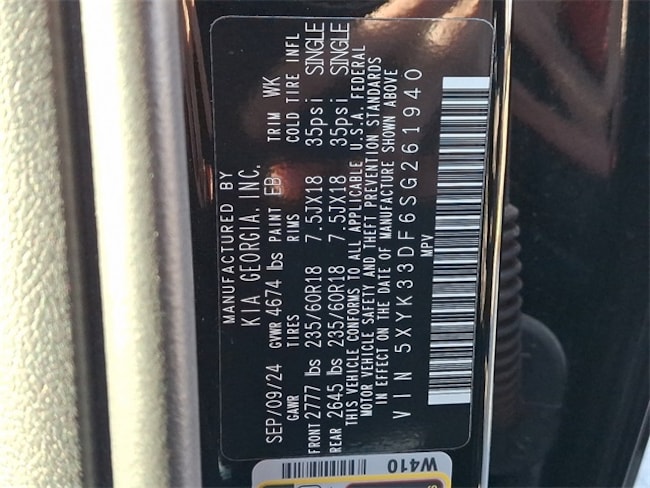 MANUFACTURED BY
KIA GEORGIA, INC.
SEP/09/24 GVWR 4674 lbs PAINT EB TRIM WK
GAWR TIRES RIMS COLD TIRE INFL
FRONT 2777 lbs 235/60R18 7.5JX18 35psi SINGLE
REAR 2645 lbs 235/60R18 7.5JX18 35psi SINGLE
THIS VEHICLE CONFORMS TO ALL APPLICABLE U.S.A. FEDERAL
MOTOR VEHICLE SAFETY AND THEFT PREVENTION STANDARDS
IN EFFECT ON THE DATE OF MANUFACTURE SHOWN ABOVE
VIN 5XYK33DF6SG261940
MPV
W410